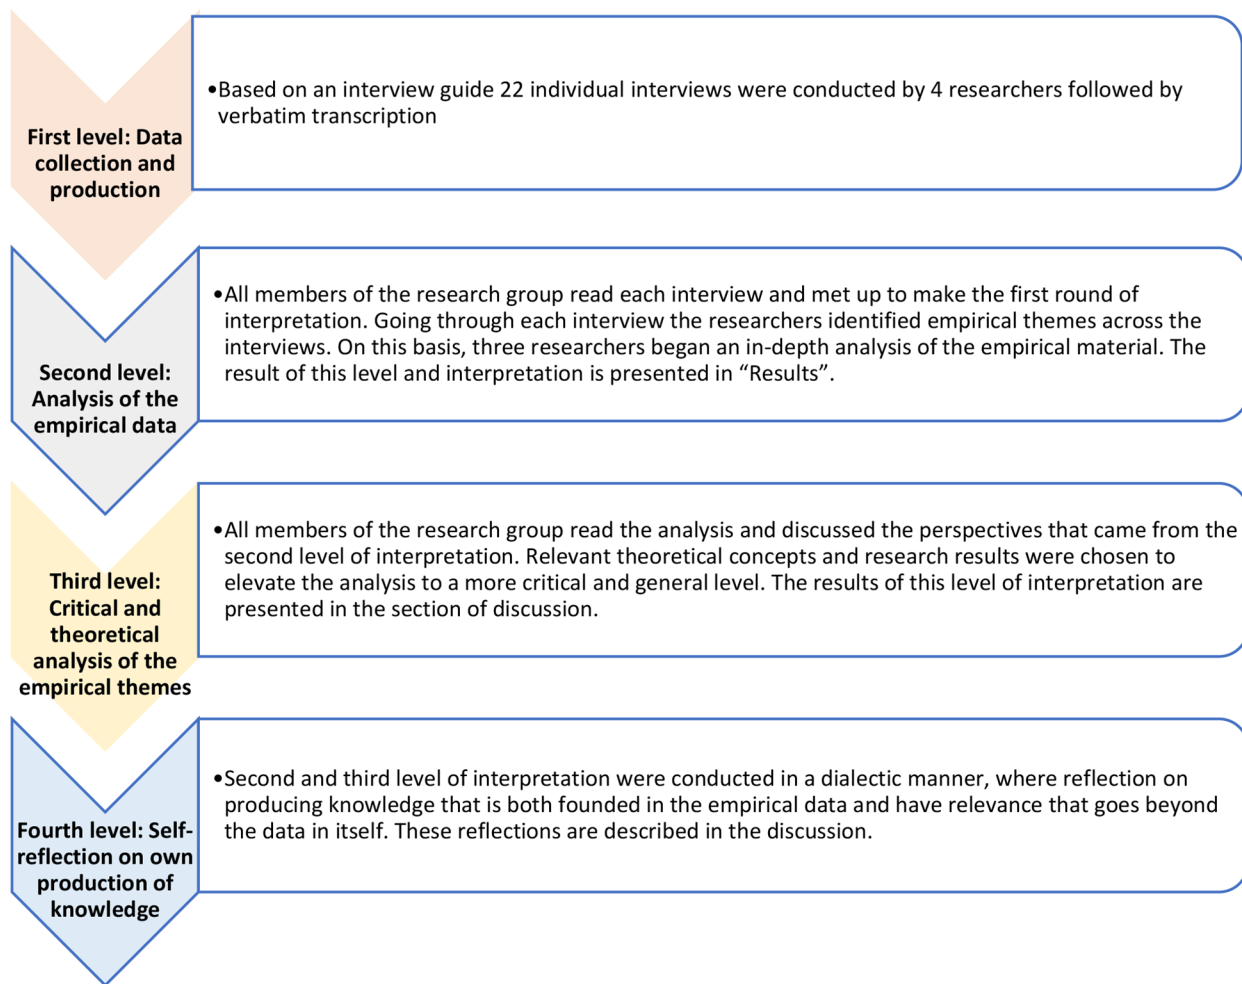 First level: Data
collection and
production
•Based on an interview guide 22 individual interviews were conducted by 4 researchers followed by
verbatim transcription
Second level:
Analysis of the
empirical data
•All members of the research group read each interview and met up to make the first round of
interpretation. Going through each interview the researchers identified empirical themes across the
interviews. On this basis, three researchers began an in-depth analysis of the empirical material. The
result of this level and interpretation is presented in “Results”.
Third level:
Critical and
theoretical
analysis of the
empirical themes
•All members of the research group read the analysis and discussed the perspectives that came from the
second level of interpretation. Relevant theoretical concepts and research results were chosen to
elevate the analysis to a more critical and general level. The results of this level of interpretation are
presented in the section of discussion.
Fourth level: Self-
reflection on own
production of
knowledge
•Second and third level of interpretation were conducted in a dialectic manner, where reflection on
producing knowledge that is both founded in the empirical data and have relevance that goes beyond
the data in itself. These reflections are described in the discussion.